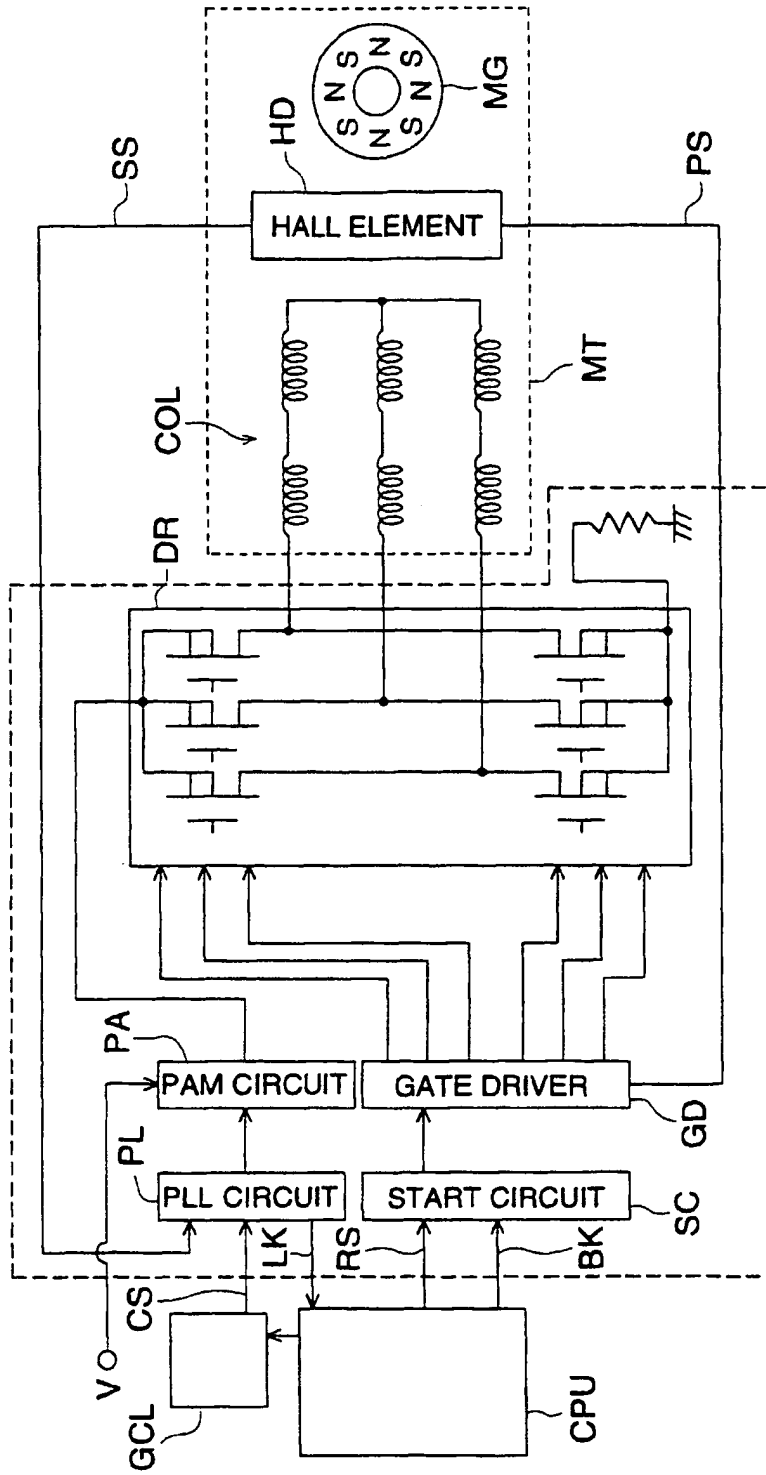 SS
HD
S N S
N N
S N S
MG
HALL ELEMENT
PS
COL
MT
DR
PA
PAM CIRCUIT
GATE DRIVER
GD
PL
PLL CIRCUIT
START CIRCUIT
SC
LK
RS
BK
CS
V
GCL
CPU